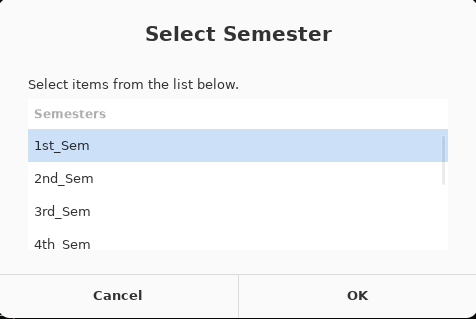 Select Semester
Select items from the list below.
Semesters
1st_Sem
2nd_Sem
3rd_Sem
4th_Sem
Cancel
OK